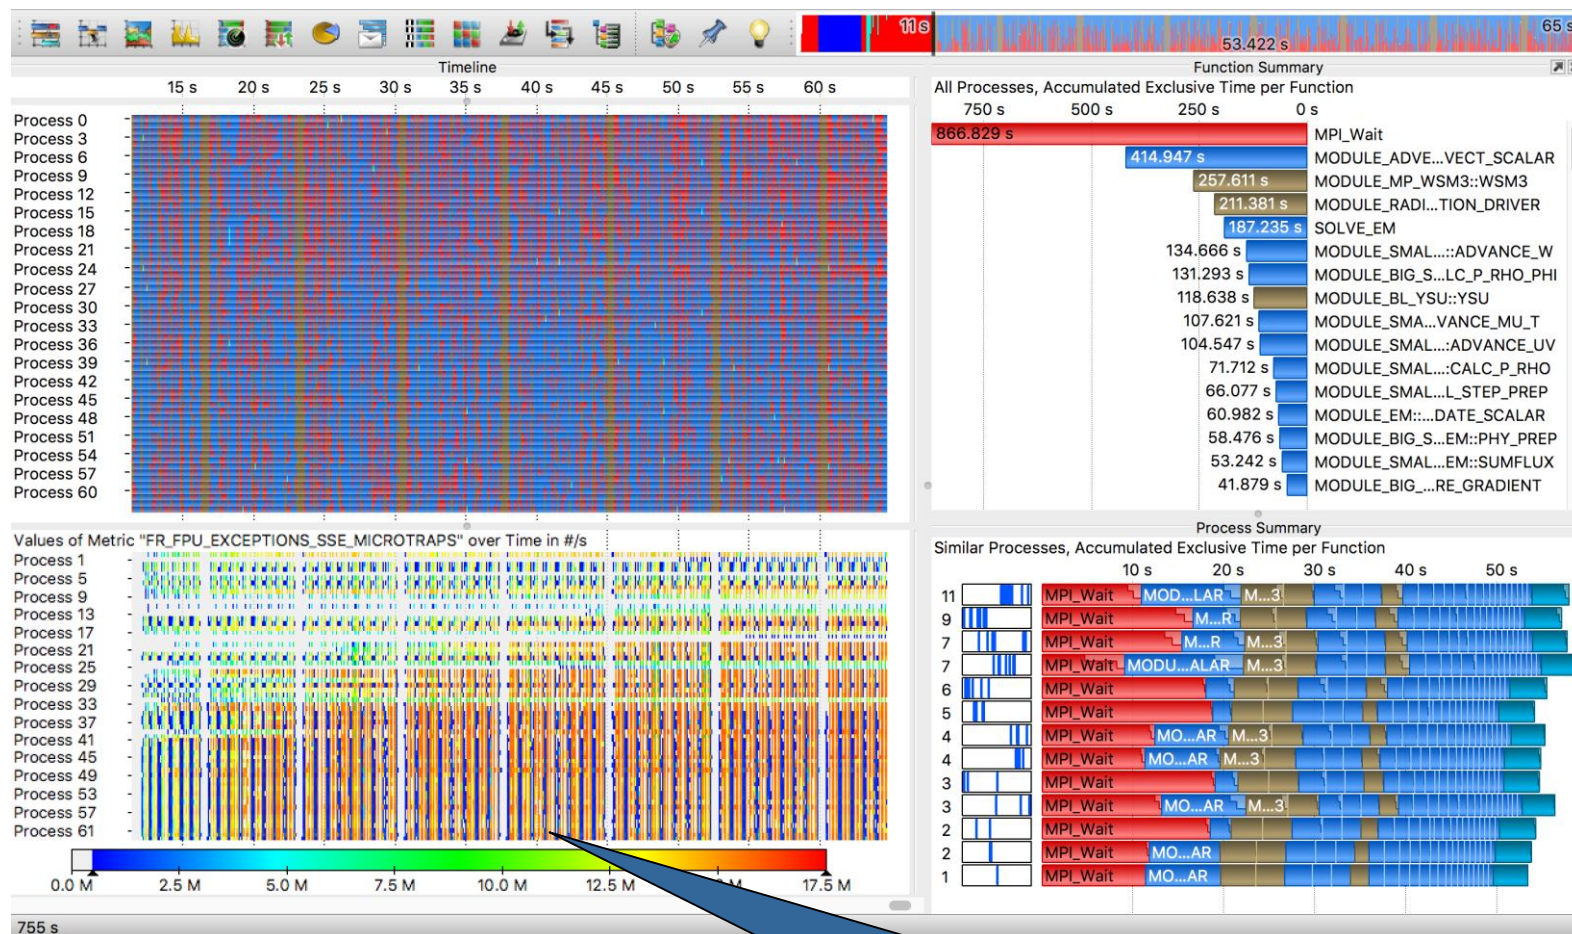 11 s
65 s
53.422 s
Timeline
15 s 20 s 25 s 30 s 35 s 40 s 45 s 50 s 55 s 60 s
Process 0
Process 3
Process 6
Process 9
Process 12
Process 15
Process 18
Process 21
Process 24
Process 27
Process 30
Process 33
Process 36
Process 39
Process 42
Process 45
Process 48
Process 51
Process 54
Process 57
Process 60
Values of Metric "FR_FPU_EXCEPTIONS_SSE_MICROTRAPS" over Time in #/s
Process 1
Process 5
Process 9
Process 13
Process 17
Process 21
Process 25
Process 29
Process 33
Process 37
Process 41
Process 45
Process 49
Process 53
Process 57
Process 61
0.0 M 2.5 M 5.0 M 7.5 M 10.0 M 12.5 M M 17.5 M
755 s
Function Summary
All Processes, Accumulated Exclusive Time per Function
750 s 500 s 250 s 0 s
866.829 s MPI_Wait
414.947 s MODULE_ADVE...VECT_SCALAR
257.611 s MODULE_MP_WSM3::WSM3
211.381 s MODULE_RADI...TION_DRIVER
187.235 s SOLVE_EM
134.666 s MODULE_SMAL...::ADVANCE_W
131.293 s MODULE_BIG_S...LC_P_RHO_PHI
118.638 s MODULE_BL_YSU::YSU
107.621 s MODULE_SMA...VANCE_MU_T
104.547 s MODULE_SMAL...:ADVANCE_UV
71.712 s MODULE_SMAL...:CALC_P_RHO
66.077 s MODULE_SMAL...L_STEP_PREP
60.982 s MODULE_EM::...DATE_SCALAR
58.476 s MODULE_BIG_S...EM::PHY_PREP
53.242 s MODULE_SMAL...EM::SUMFLUX
41.879 s MODULE_BIG_...RE_GRADIENT
Process Summary
Similar Processes, Accumulated Exclusive Time per Function
10 s 20 s 30 s 40 s 50 s
11 MPI_Wait MOD...LAR M...3
9 MPI_Wait M...R
7 MPI_Wait M...R M...3
7 MPI_Wait MODU...ALAR M...3
6 MPI_Wait
5 MPI_Wait
4 MPI_Wait MO...AR M...3
4 MPI_Wait MO...AR M...3
3 MPI_Wait
3 MPI_Wait MO...AR M...3
2 MPI_Wait
2 MPI_Wait MO...AR
1 MPI_Wait MO...AR